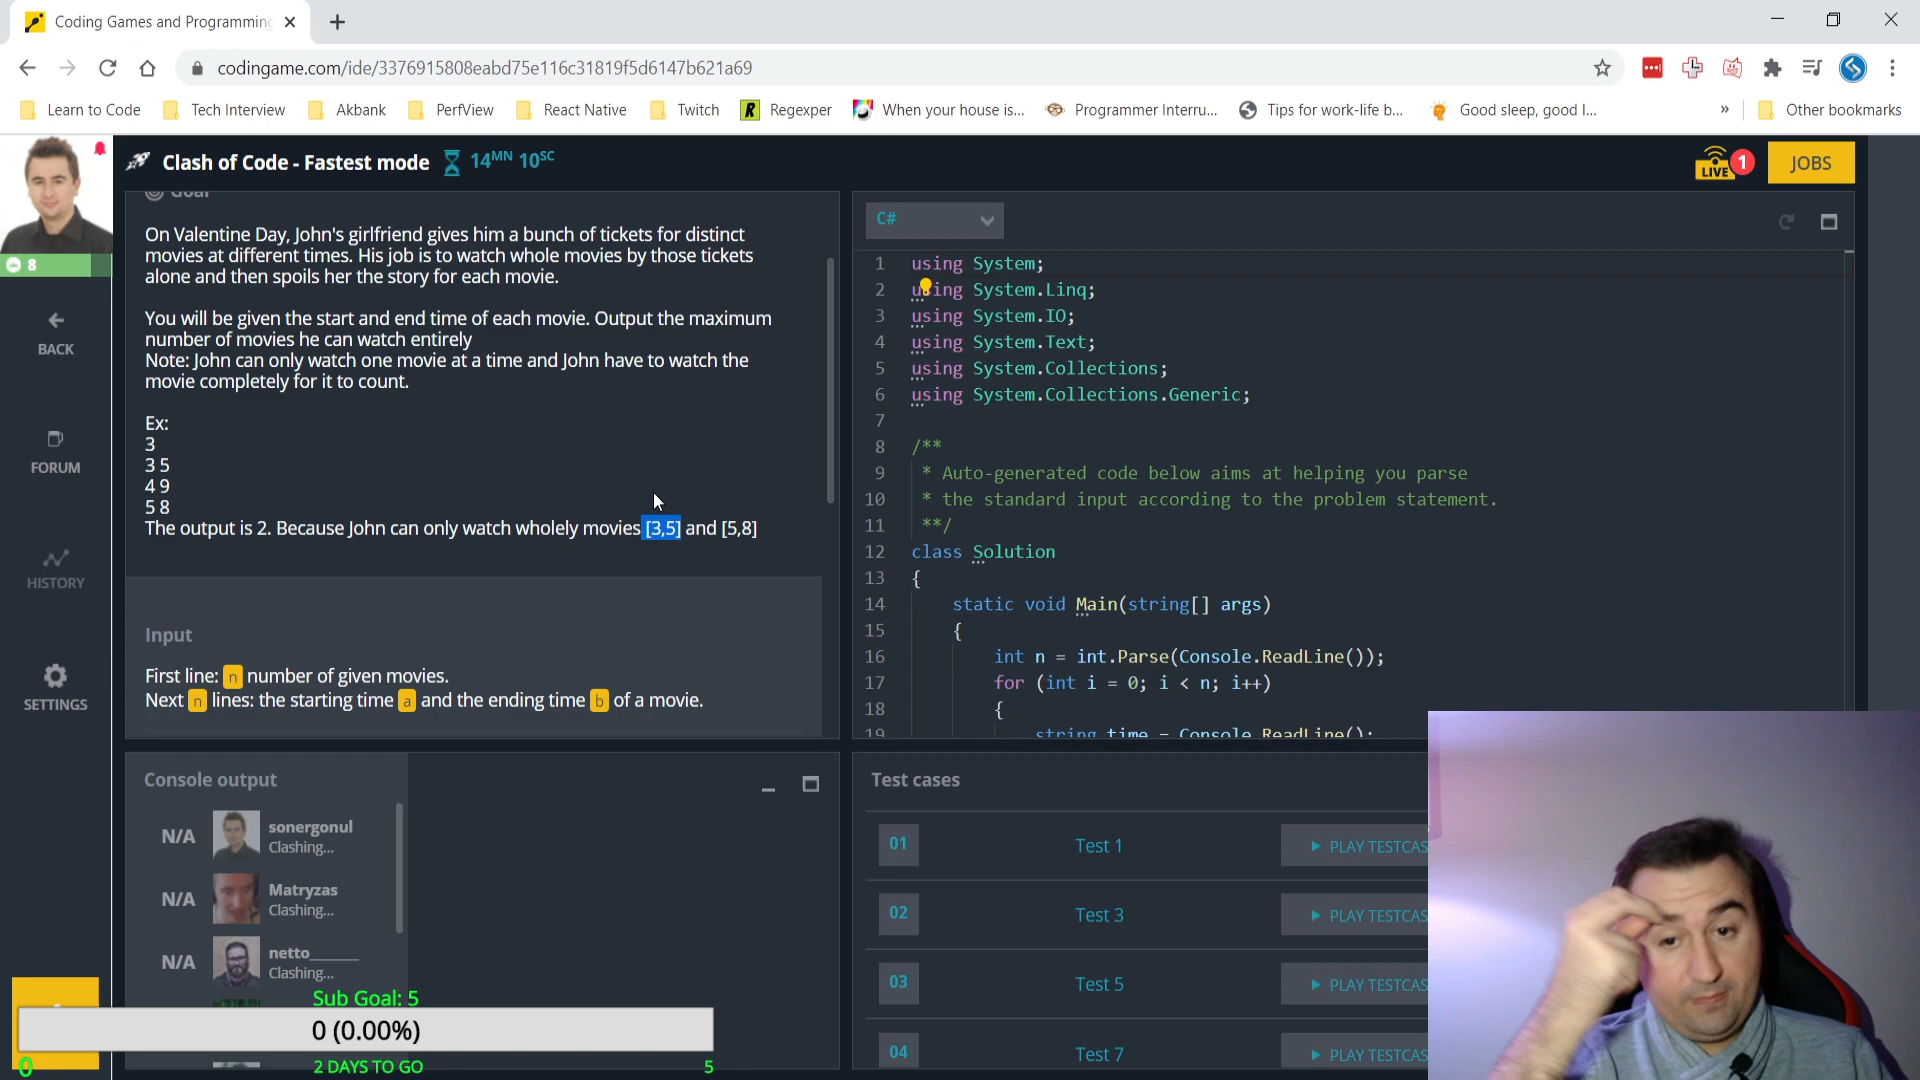 Coding Games and Programming
codingame.com/ide/3376915808eabd75e116c31819f5d6147b621a69
Learn to Code
Tech Interview
Akbank
PerfView
React Native
Twitch
R
Regexper
When your house is...
Programmer Interru...
Tips for work-life b...
Good sleep, good l...
»
Other bookmarks
8
BACK
FORUM
HISTORY
SETTINGS
Clash of Code - Fastest mode
14MN 10SC
LIVE
1
JOBS
Goal
On Valentine Day, John's girlfriend gives him a bunch of tickets for distinct
movies at different times. His job is to watch whole movies by those tickets
alone and then spoils her the story for each movie.
You will be given the start and end time of each movie. Output the maximum
number of movies he can watch entirely
Note: John can only watch one movie at a time and John have to watch the
movie completely for it to count.
Ex:
3
3 5
4 9
5 8
The output is 2. Because John can only watch wholely movies [3,5] and [5,8]
Input
First line: n number of given movies.
Next n lines: the starting time a and the ending time b of a movie.
C#
1 using System;
2 using System.Linq;
3 using System.IO;
4 using System.Text;
5 using System.Collections;
6 using System.Collections.Generic;
7
8 /**
9 * Auto-generated code below aims at helping you parse
10 * the standard input according to the problem statement.
11 **/
12 class Solution
13 {
14 static void Main(string[] args)
15 {
16 int n = int.Parse(Console.ReadLine());
17 for (int i = 0; i < n; i++)
18 {
19 string time = Console.ReadLine();
Console output
N/A
sonergonul
Clashing...
N/A
Matryzas
Clashing...
N/A
netto_______
Clashing...
Sub Goal: 5
0 (0.00%)
0
2 DAYS TO GO
5
Test cases
01
Test 1
PLAY TESTCAS
02
Test 3
PLAY TESTCAS
03
Test 5
PLAY TESTCAS
04
Test 7
PLAY TESTCAS